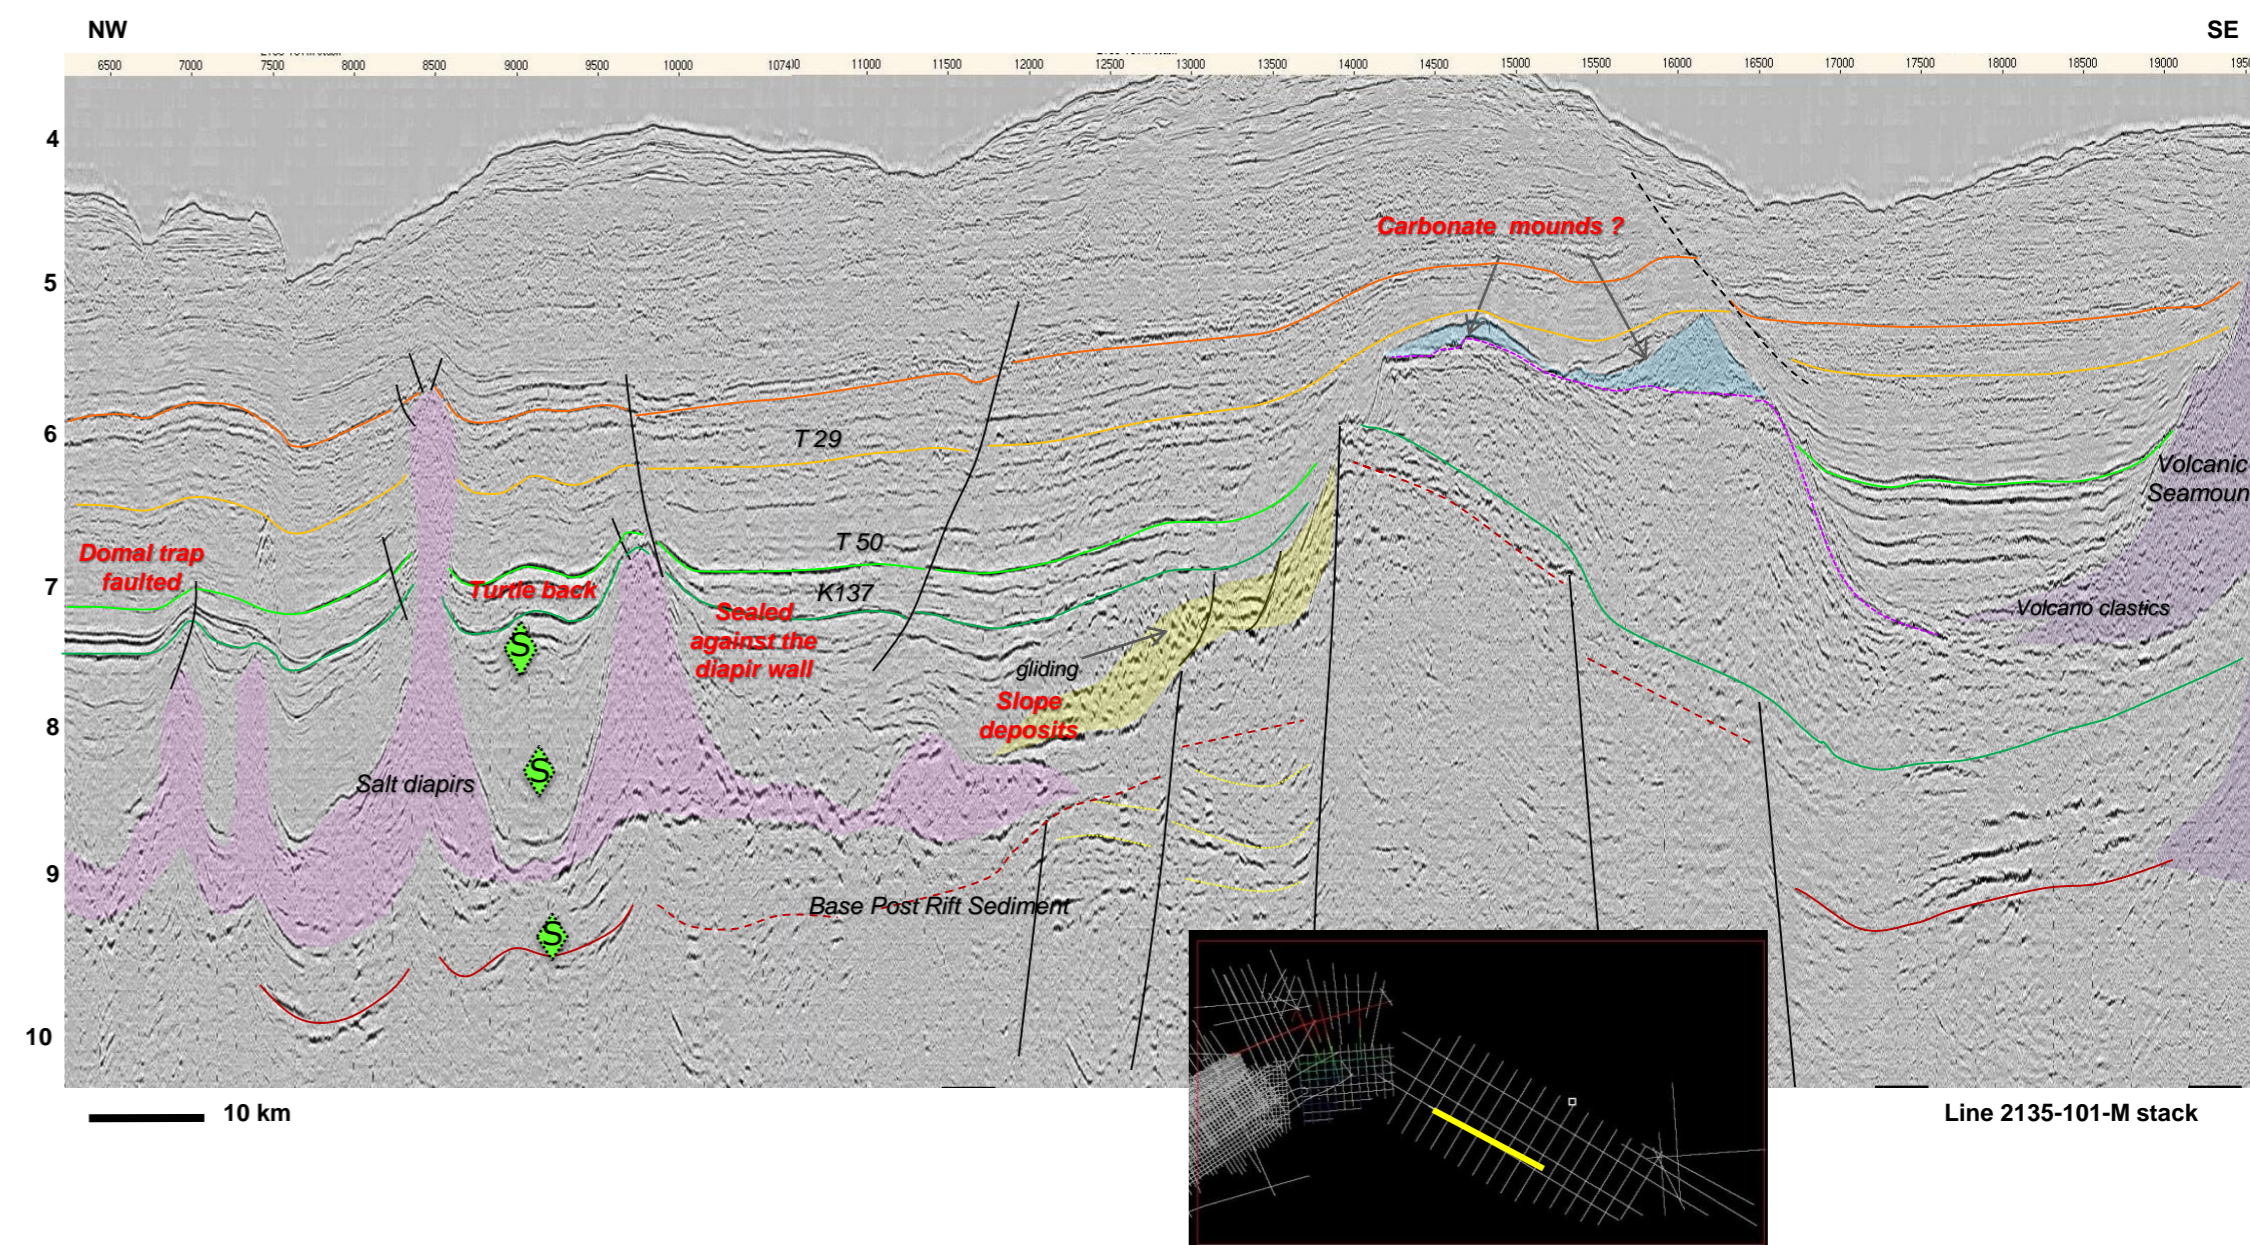 NW
SE
6500 7000 7500 8000 8500 9000 9500 10000 10740 11000 11500 12000 12500 13000 13500 14000 14500 15000 15500 16000 16500 17000 17500 18000 18500 19000
4
5
6
7
8
9
10
Carbonate mounds ?
T 29
T 50
K137
Domal trap
faulted
Turtle back
Sealed
against the
diapir wall
S
S
S
gliding
Slope
deposits
Salt diapirs
Base Post Rift Sediment
Volcanic
Seamoun
Volcano clastics
10 km
Line 2135-101-M stack